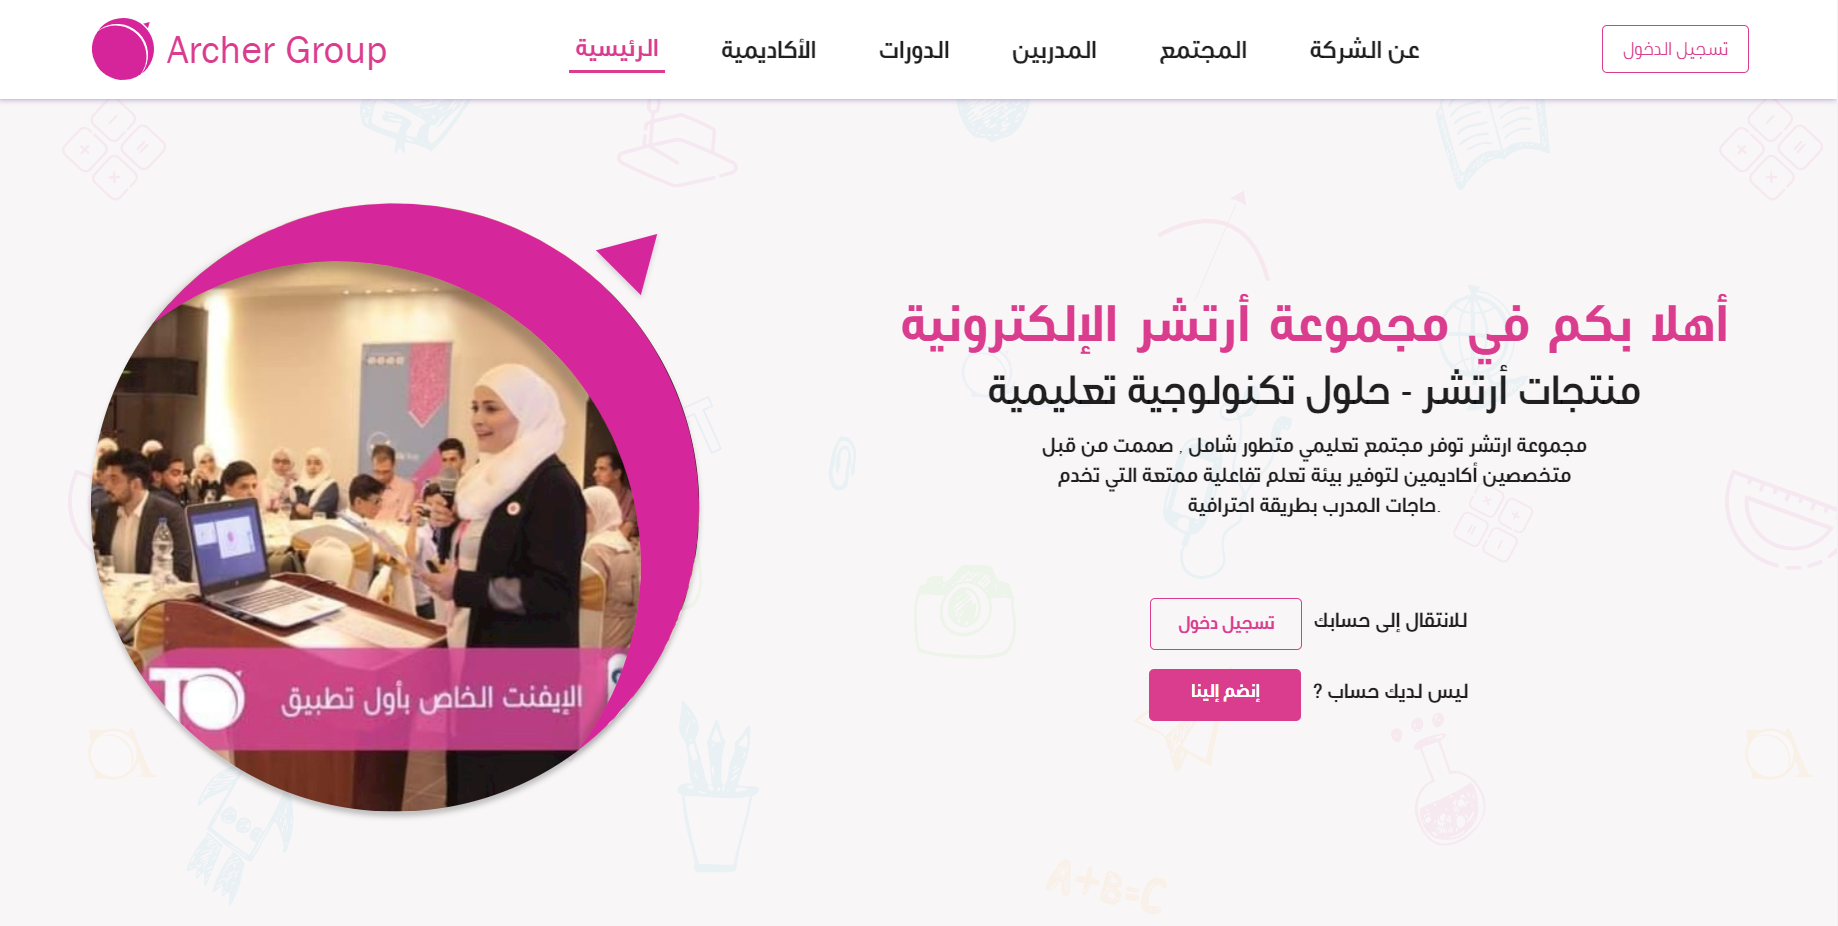 Archer Group
الرئيسية
الأكاديمية
الدورات
المدربين
المجتمع
عن الشركة
تسجيل الدخول
أهلا بكم في مجموعة أرتشر الإلكترونية
منتجات أرتشر - حلول تكنولوجية تعليمية
مجموعة ارتشر توفر مجتمع تعليمي متطور شامل , صممت من قبل
متخصصين أكاديمين لتوفير بيئة تعلم تفاعلية ممتعة التي تخدم
حاجات المدرب بطريقة احترافية.
للانتقال إلى حسابك
تسجيل دخول
ليس لديك حساب ?
إنضم إلينا
الإيفنت الخاص بأول تطبيق
A+B=C